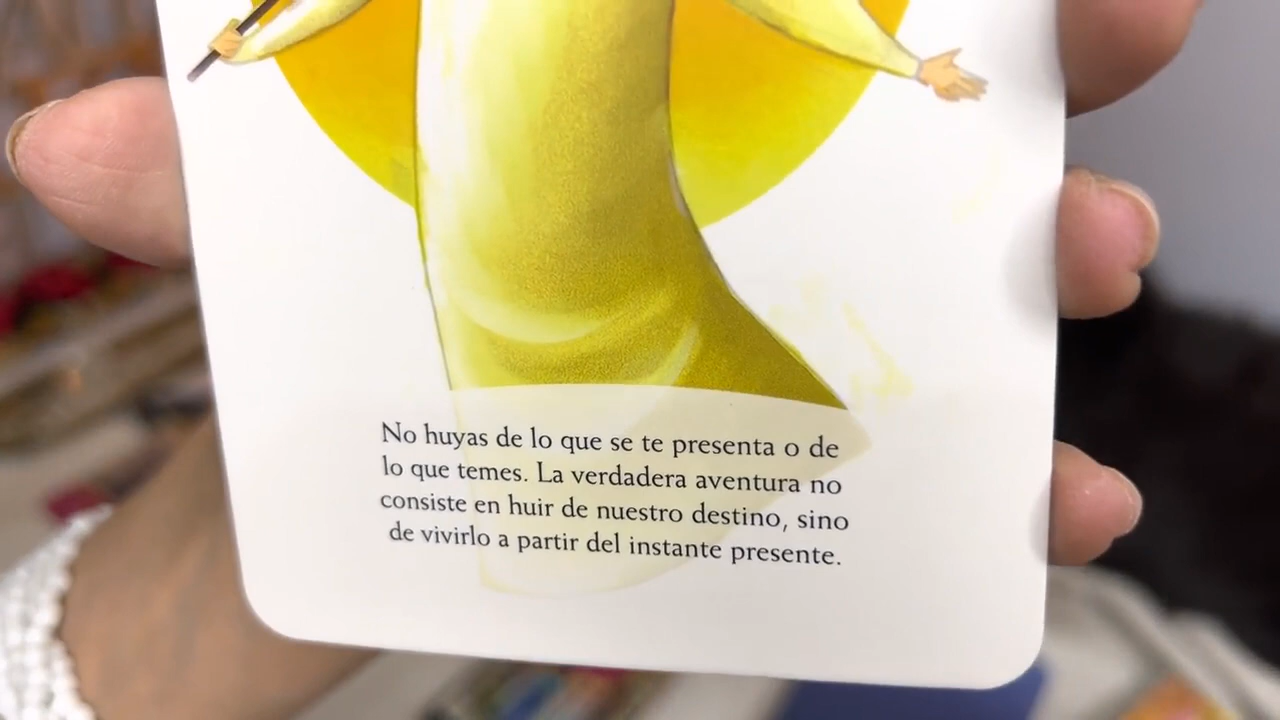 No huyas de lo que se te presenta o de
lo que temes. La verdadera aventura no
consiste en huir de nuestro destino, sino
de vivirlo a partir del instante presente.